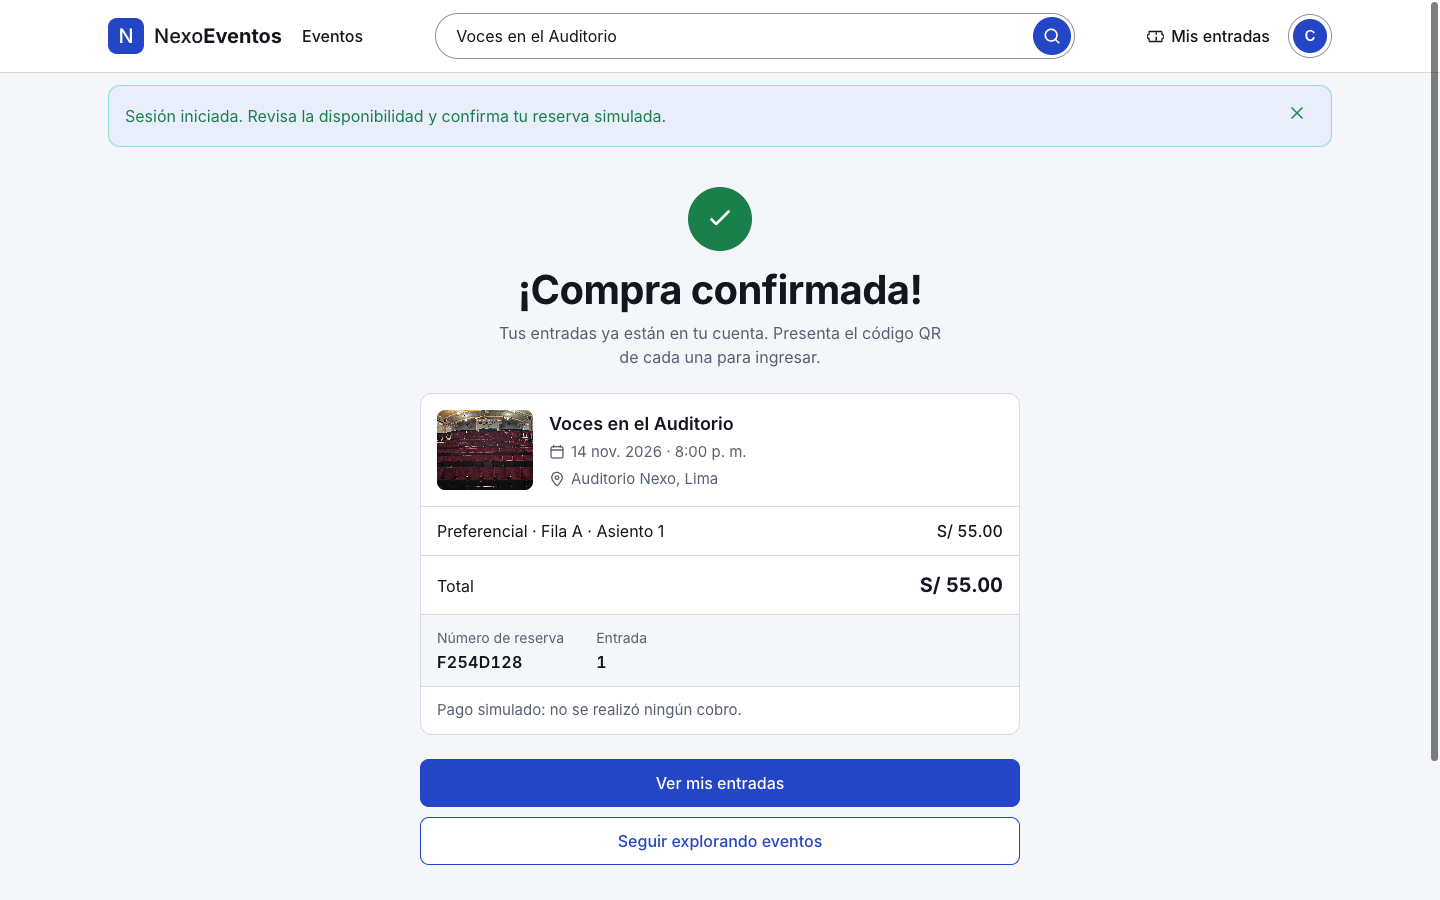 N NexoEventos Eventos Voces en el Auditorio Mis entradas C
Sesión iniciada. Revisa la disponibilidad y confirma tu reserva simulada.
¡Compra confirmada!
Tus entradas ya están en tu cuenta. Presenta el código QR
de cada una para ingresar.
Voces en el Auditorio
14 nov. 2026 · 8:00 p. m.
Auditorio Nexo, Lima
Preferencial · Fila A · Asiento 1 S/ 55.00
Total S/ 55.00
Número de reserva Entrada
F254D128 1
Pago simulado: no se realizó ningún cobro.
Ver mis entradas
Seguir explorando eventos